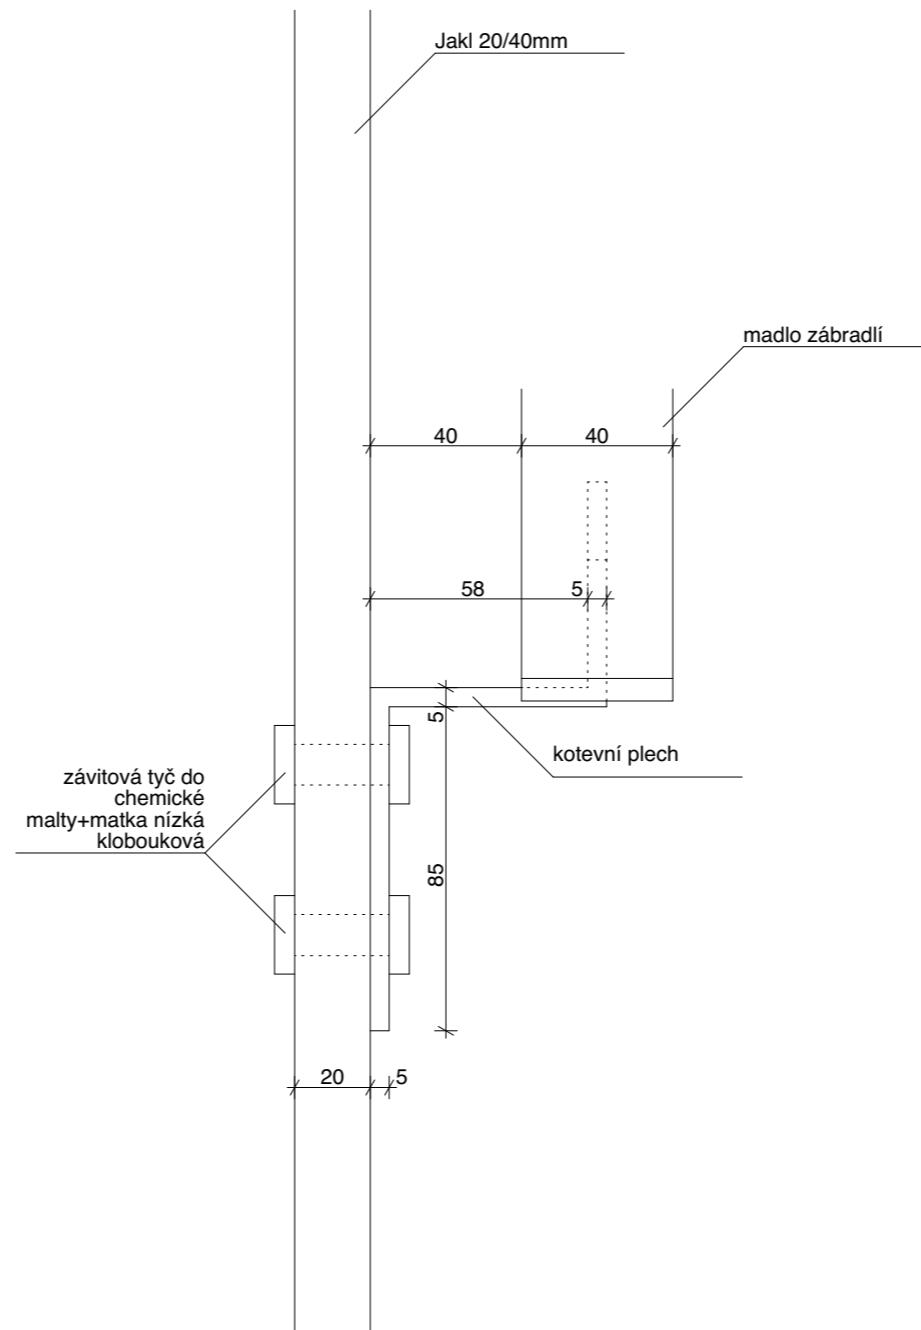 Jakl 20/40mm
madlo zábradlí
40
40
58
5
5
kotevní plech
závitová tyč do
chemické
malty+matka nízká
klobouková
85
20
5